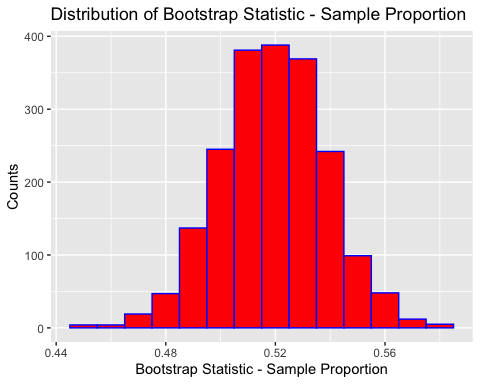 Distribution of Bootstrap Statistic - Sample Proportion
400
300
200
100
0
Counts
0.44 0.48 0.52 0.56
Bootstrap Statistic - Sample Proportion